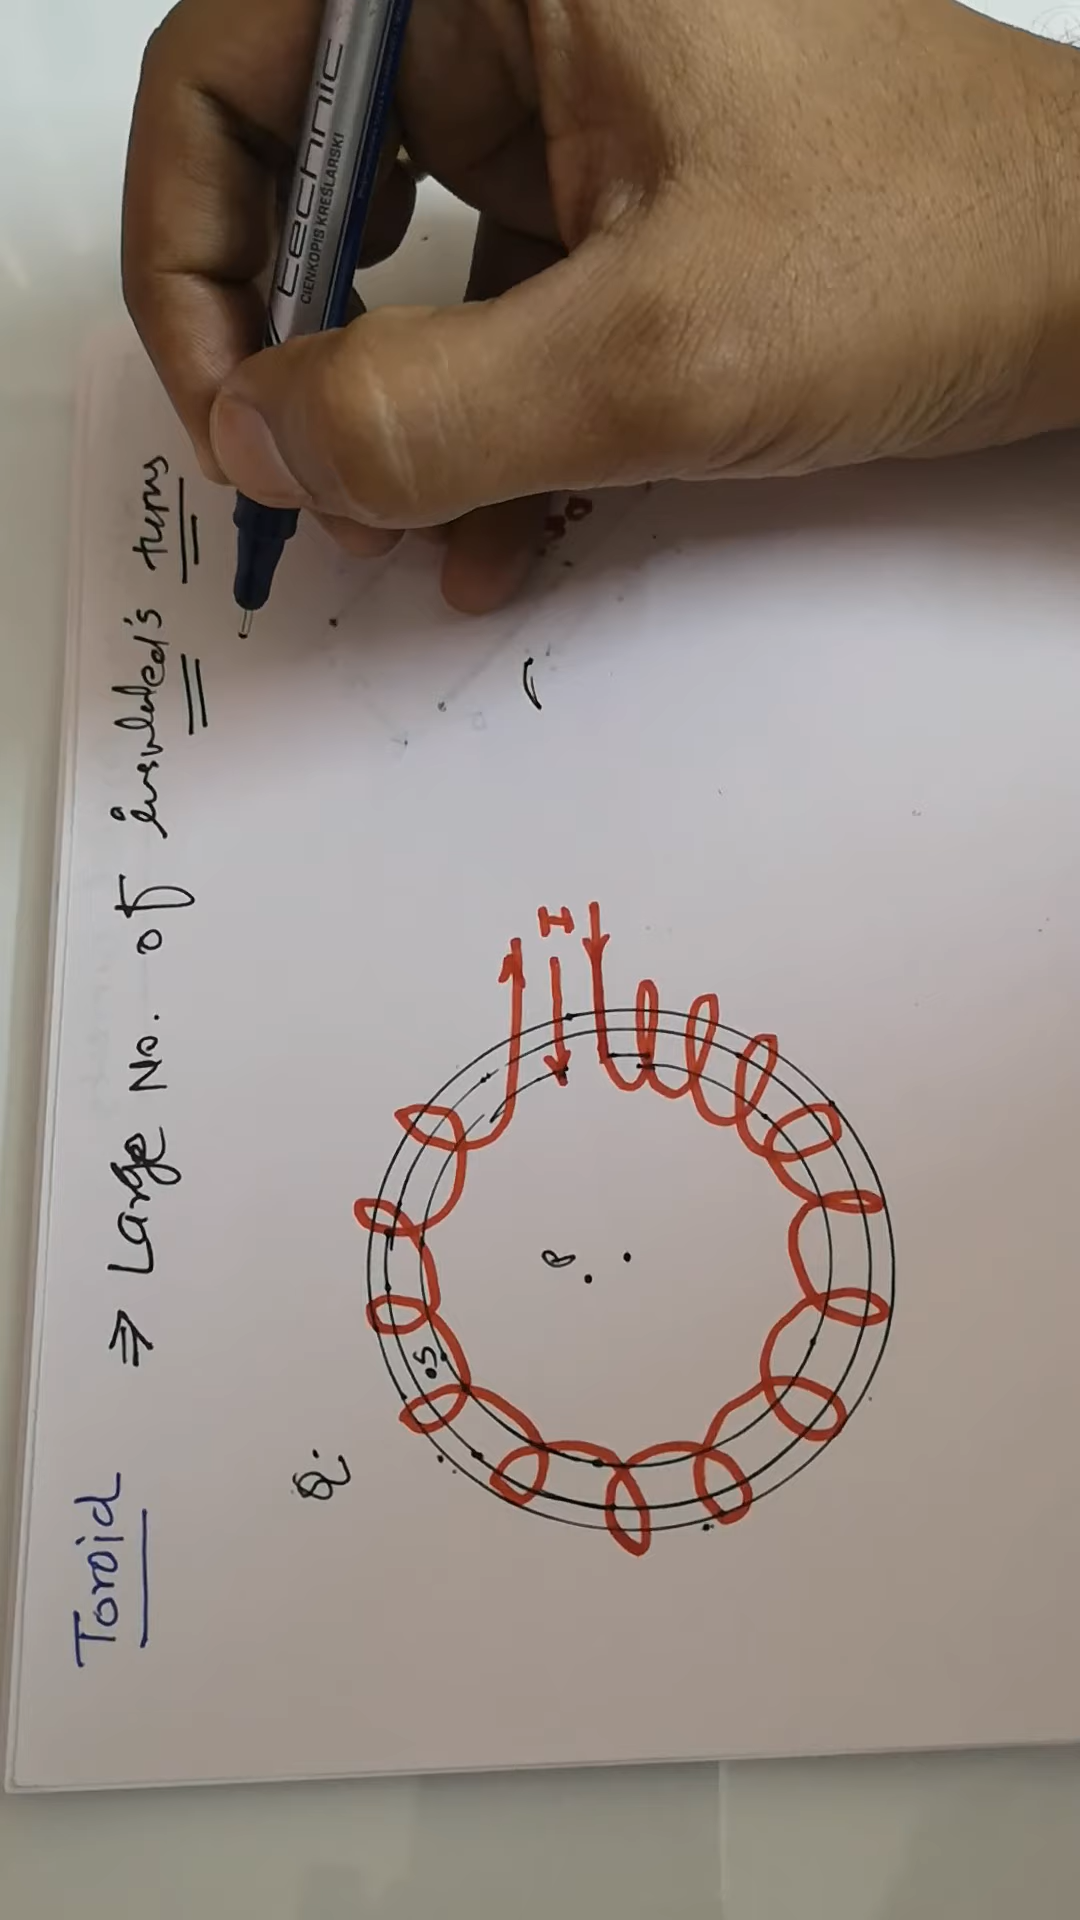 Toroid ⇒ Large No. of insulated's turns
Q.
I
S
P
technic
CIENKOPIS KREŚLARSKI